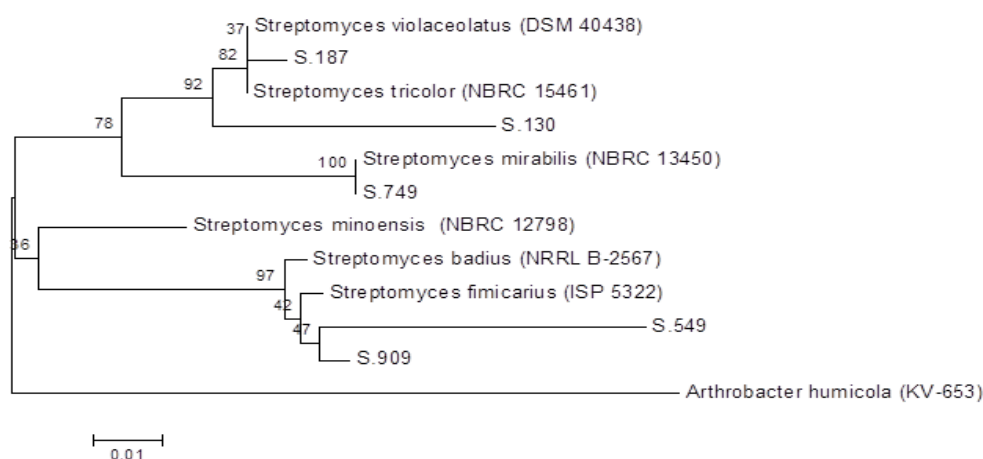 37 Streptomyces violaceolatus (DSM 40438)
82 S.187
92 Streptomyces tricolor (NBRC 15461)
S.130
78
100 Streptomyces mirabilis (NBRC 13450)
S.749
Streptomyces minoensis (NBRC 12798)
36
Streptomyces badius (NRRL B-2567)
97
Streptomyces fimicarius (ISP 5322)
42
47 S.549
S.909
Arthrobacter humicola (KV-653)
0.01